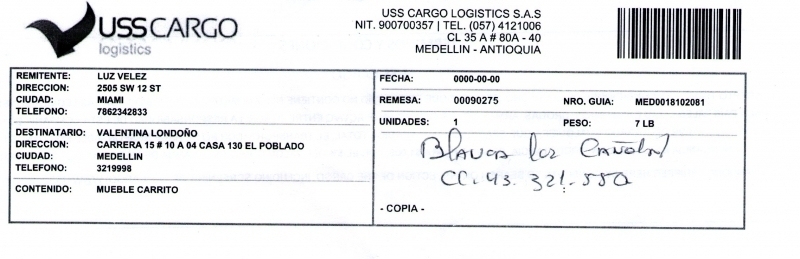 USSCARGO
logistics
USS CARGO LOGISTICS S.A.S
NIT. 900700357 | TEL. (057) 4121006
CL 35 A # 80A - 40
MEDELLIN - ANTIOQUIA
REMITENTE: LUZ VELEZ
DIRECCION: 2505 SW 12 ST
CIUDAD: MIAMI
TELEFONO: 7862342833
DESTINATARIO: VALENTINA LONDOÑO
DIRECCION: CARRERA 15 # 10 A 04 CASA 130 EL POBLADO
CIUDAD: MEDELLIN
TELEFONO: 3219998
CONTENIDO: MUEBLE CARRITO
FECHA: 0000-00-00
REMESA: 00090275 NRO. GUIA: MED0018102081
UNIDADES: 1 PESO: 7 LB
Blanca Luz
CC. 43. 321.550
- COPIA -